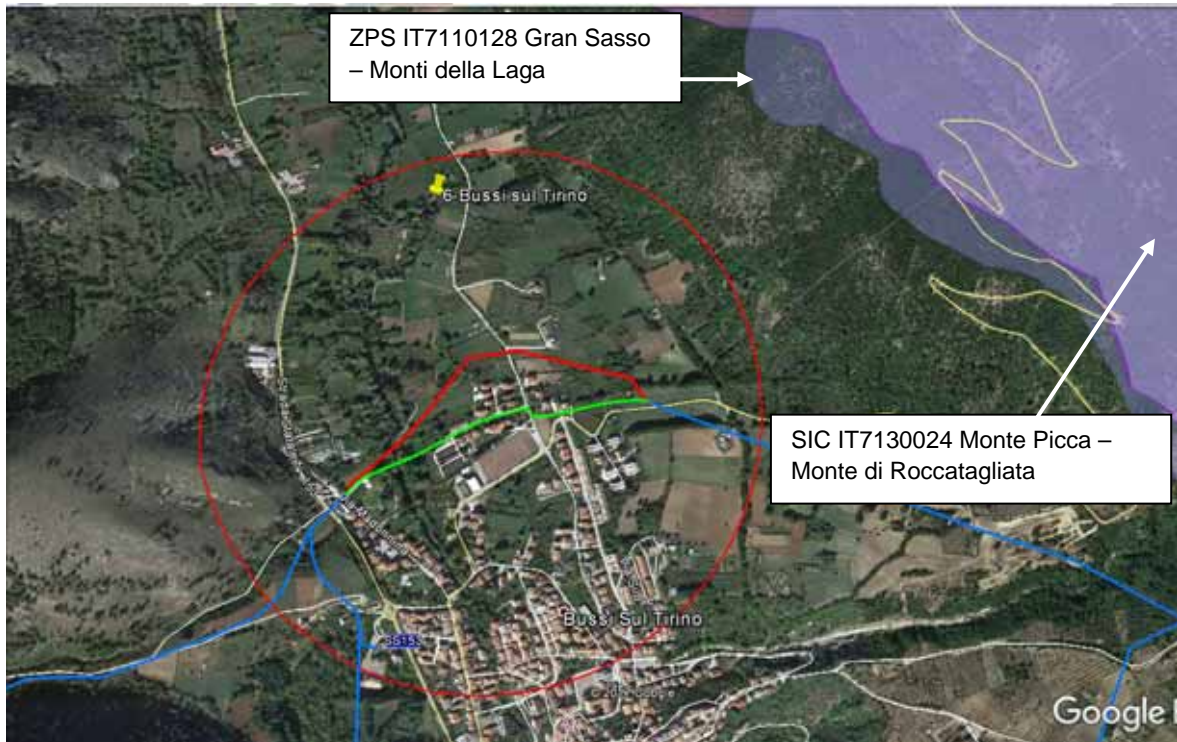 ZPS IT7110128 Gran Sasso
– Monti della Laga
6-Bussi sul Tirino
SIC IT7130024 Monte Picca –
Monte di Roccatagliata
Bussi Sul Tirino
SS153
Google